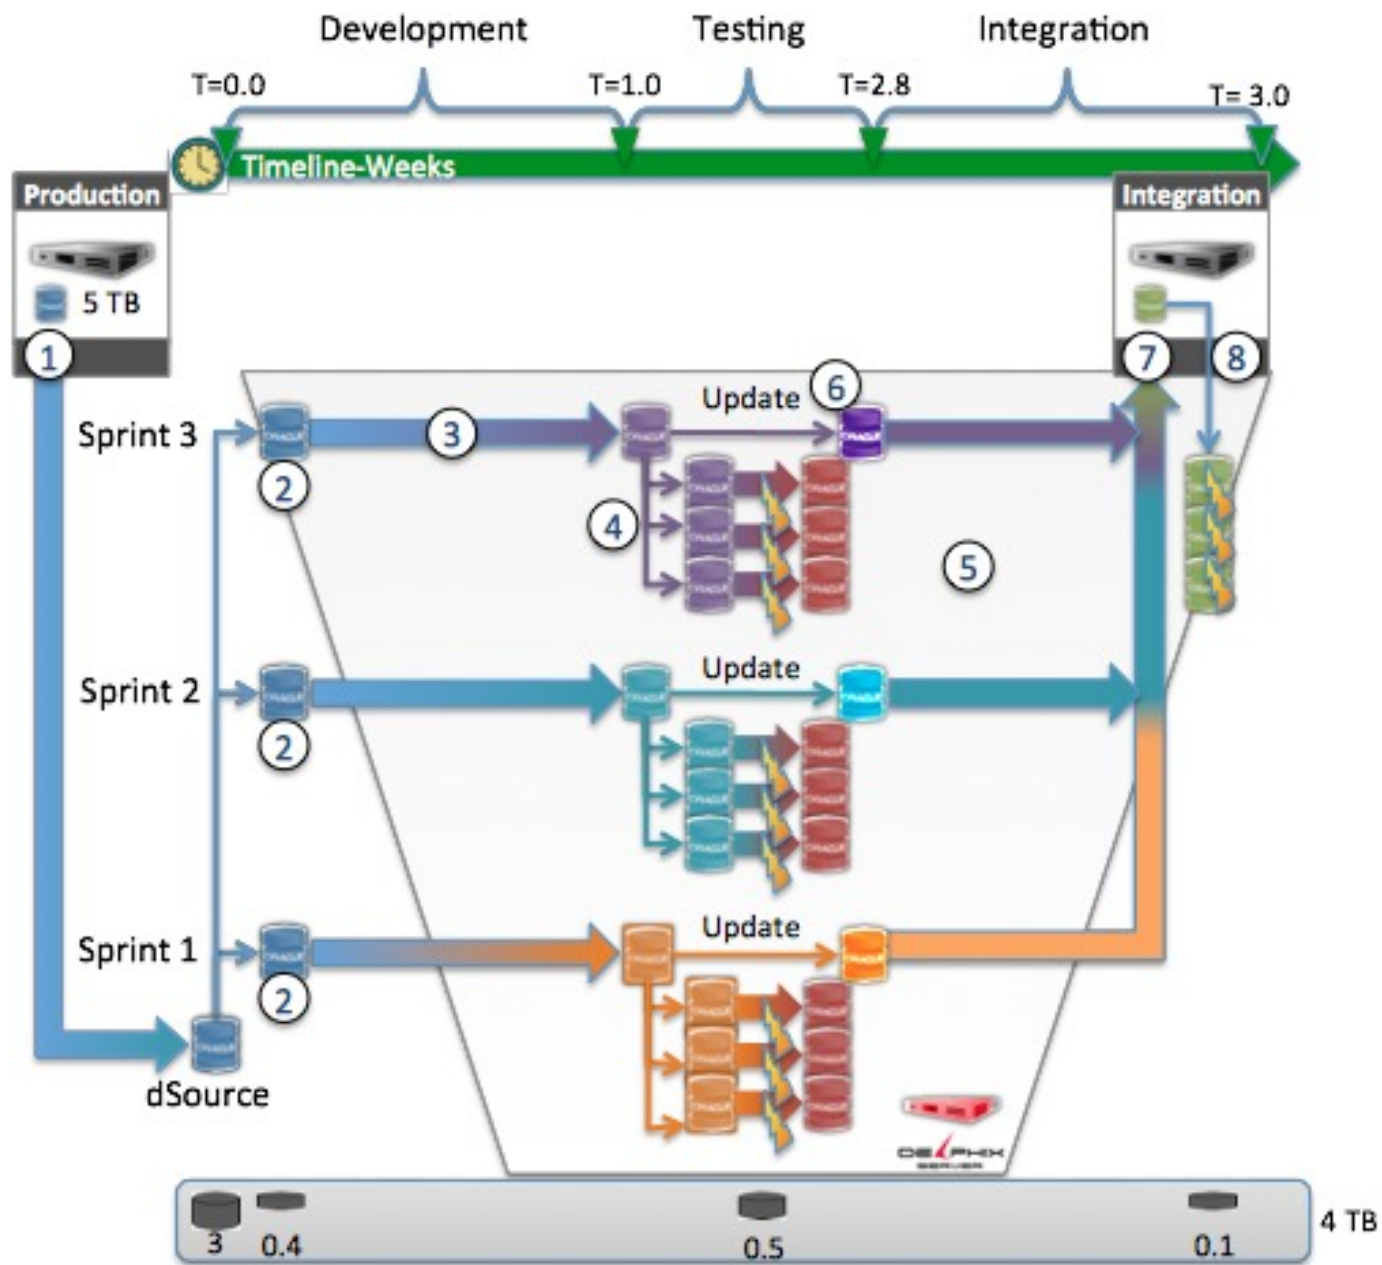 Development
Testing
Integration
T=0.0
T=1.0
T=2.8
T= 3.0
Timeline-Weeks
Production
5 TB
1
Integration
7
8
Sprint 3
2
3
Update
6
4
5
Sprint 2
2
Update
Sprint 1
2
Update
dSource
DELPHIX
SERVER
3
0.4
0.5
0.1
4 TB